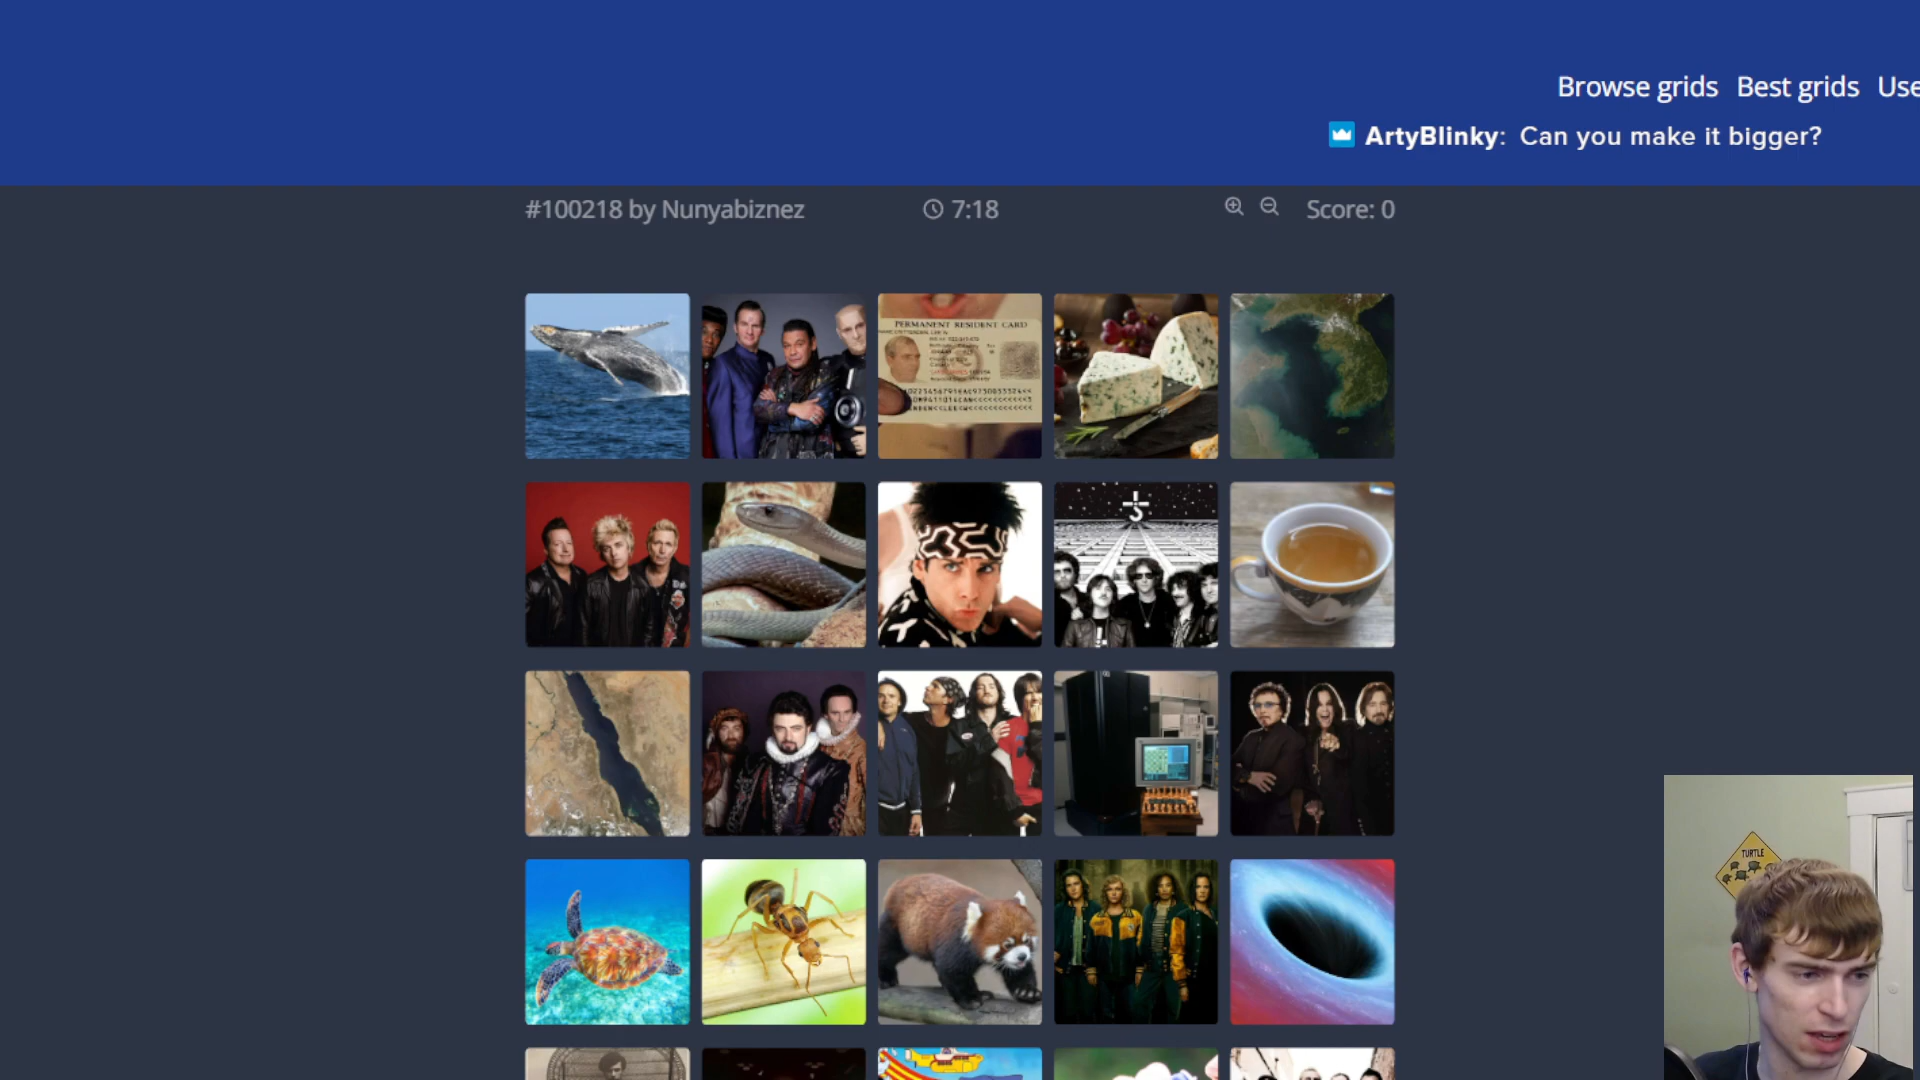 Browse grids Best grids Use
ArtyBlinky: Can you make it bigger?
#100218 by Nunyabiznez 7:18 Score: 0
PERMANENT RESIDENT CARD
TURTLE